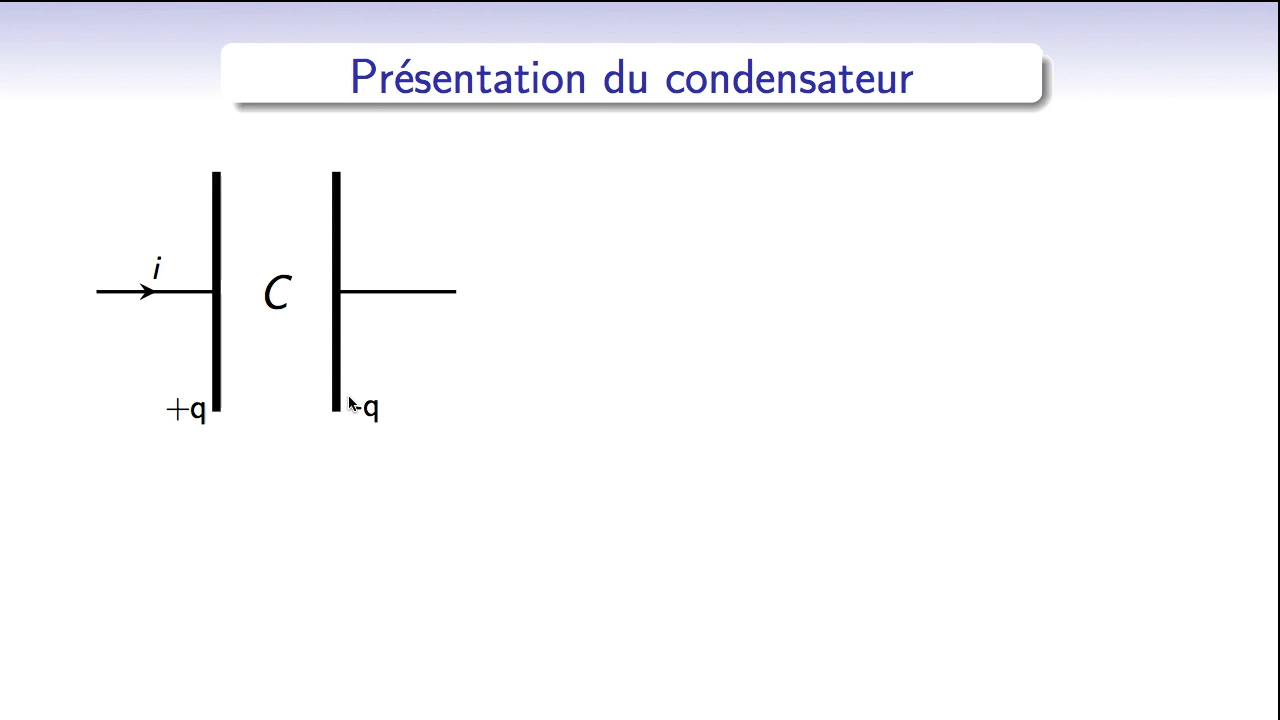 Présentation du condensateur
i
C
+q -q